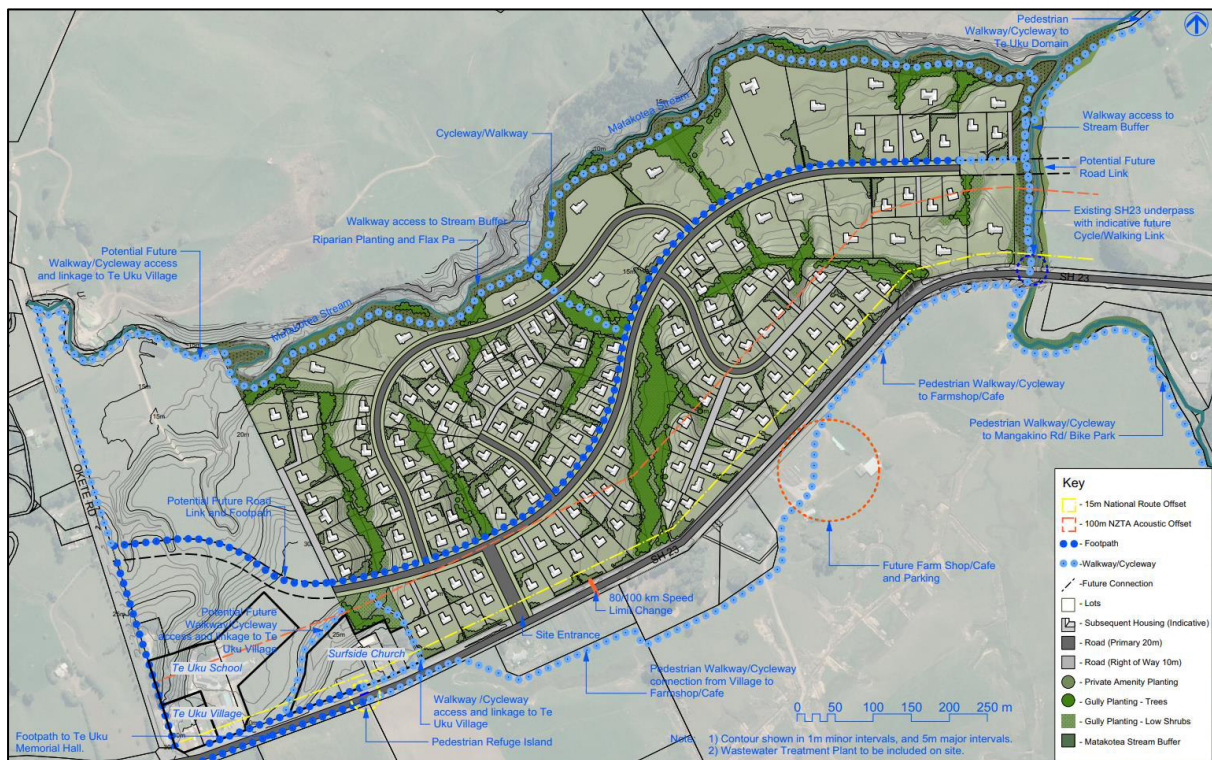 Pedestrian
Walkway/Cycleway to
Te Uku Domain
Matakotea Stream
15m
Cycleway/Walkway
10m
Walkway access to
Stream Buffer
Potential Future
Road Link
Walkway access to Stream Buffer
Riparian Planting and Flax Pa
Existing SH23 underpass
with indicative future
Cycle/Walking Link
Potential Future
Walkway/Cycleway access
and linkage to Te Uku Village
15m
SH 23
Matakotea Stream
15m
15m
20m
Pedestrian Walkway/Cycleway
to Farmshop/Cafe
Pedestrian Walkway/Cycleway
to Mangakino Rd/ Bike Park
OKETE RD
Potential Future Road
Link and Footpath
SH 23
Future Farm Shop/Cafe
and Parking
80/100 km Speed
Limit Change
Potential Future
Walkway/Cycleway
access and linkage to Te
Uku Village
25m
Site Entrance
Surfside Church
Te Uku School
Pedestrian Walkway/Cycleway
connection from Village to
Farmshop/Cafe
Te Uku Village
Walkway /Cycleway
access and linkage to Te
Uku Village
Footpath to Te Uku
Memorial Hall.
Pedestrian Refuge Island
0 50 100 150 200 250 m
Note: 1) Contour shown in 1m minor intervals, and 5m major intervals.
2) Wastewater Treatment Plant to be included on site.
Key
- 15m National Route Offset
- 100m NZTA Acoustic Offset
- Footpath
-Walkway/Cycleway
-Future Connection
- Lots
- Subsequent Housing (Indicative)
- Road (Primary 20m)
- Road (Right of Way 10m)
- Private Amenity Planting
- Gully Planting - Trees
- Gully Planting - Low Shrubs
- Matakotea Stream Buffer